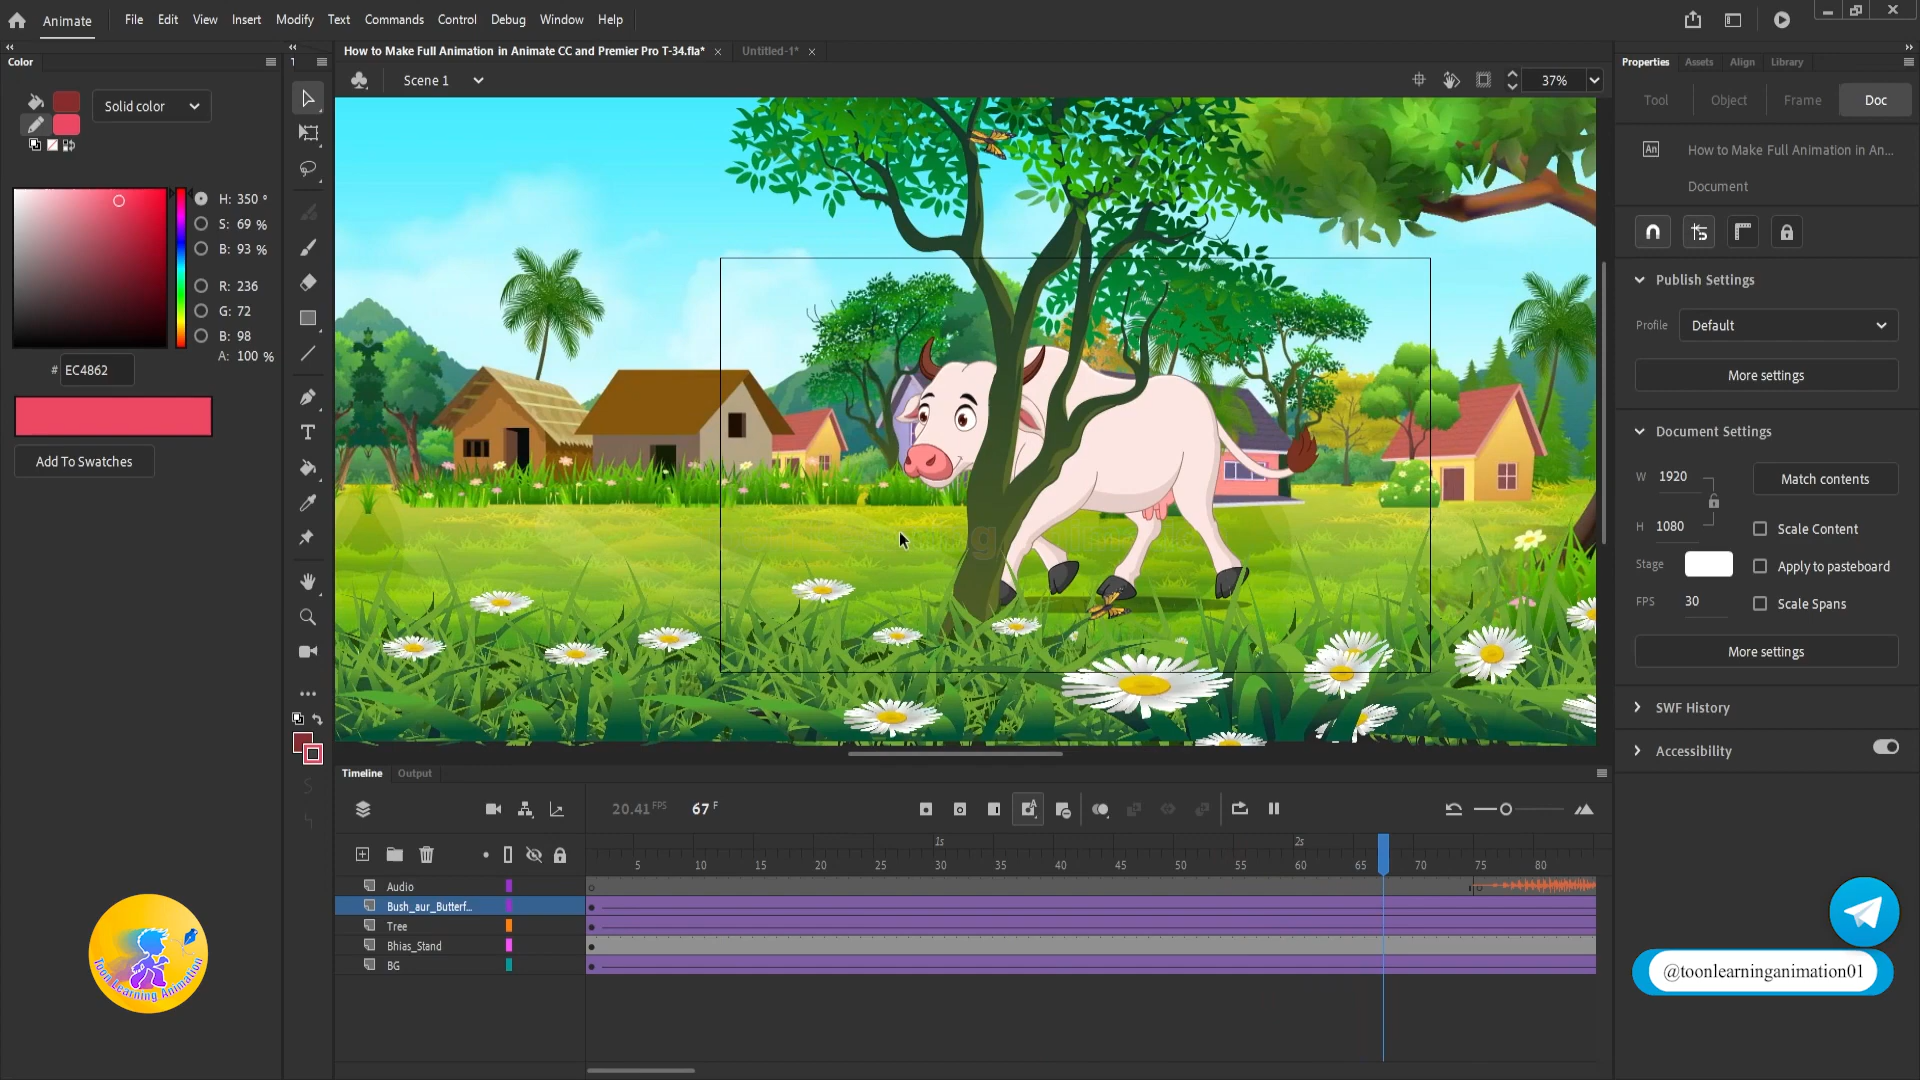 Animate
File Edit View Insert Modify Text Commands Control Debug Window Help
Color
Solid color
H: 350 °
S: 69 %
B: 93 %
R: 236
G: 72
B: 98
A: 100 %
# EC4862
Add To Swatches
How to Make Full Animation in Animate CC and Premier Pro T-34.fla*
Untitled-1*
Scene 1
37%
Properties Assets Align Library
Tool Object Frame Doc
An How to Make Full Animation in An...
Document
Publish Settings
Profile Default
More settings
Document Settings
W 1920
Match contents
H 1080
Scale Content
Stage
Apply to pasteboard
FPS 30
Scale Spans
More settings
SWF History
Accessibility
Timeline Output
20.41 FPS 67 F
1s 2s
5 10 15 20 25 30 35 40 45 50 55 60 65 70 75 80
Audio
Bush_aur_Butterf...
Tree
Bhias_Stand
BG
Toon Learning Animation
@toonlearninganimation01